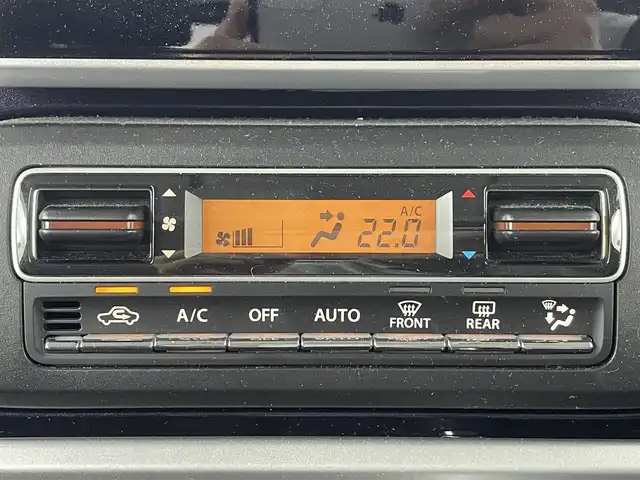 A/C
22.0
A/C
OFF
AUTO
FRONT
REAR